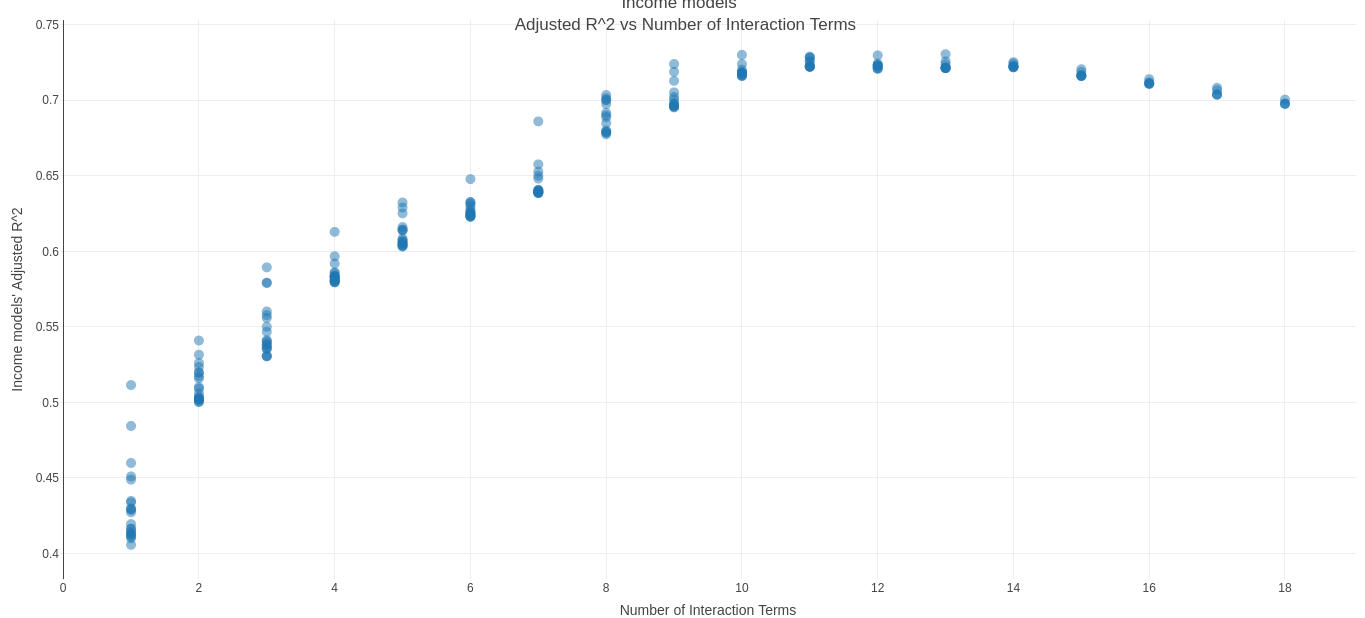 Income models
Adjusted R^2 vs Number of Interaction Terms
0.75
0.7
0.65
0.6
0.55
0.5
0.45
0.4
Income models' Adjusted R^2
0 2 4 6 8 10 12 14 16 18
Number of Interaction Terms